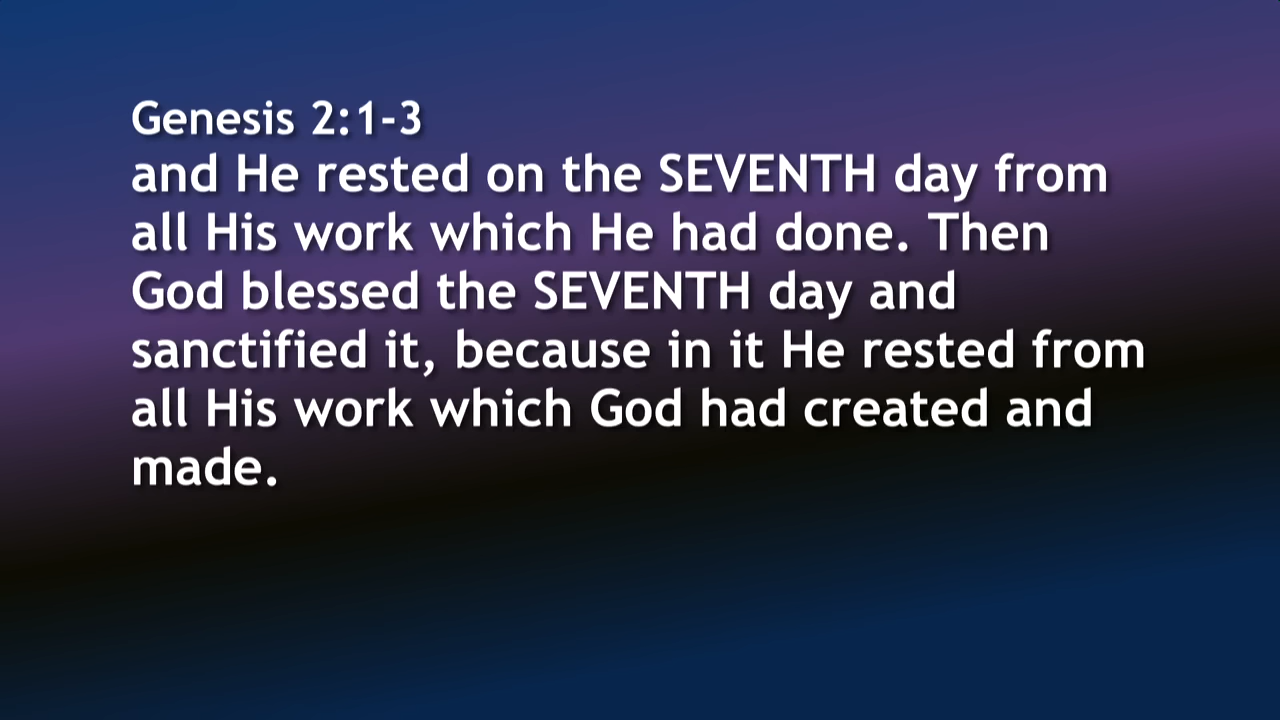 Genesis 2:1-3
and He rested on the SEVENTH day from
all His work which He had done. Then
God blessed the SEVENTH day and
sanctified it, because in it He rested from
all His work which God had created and
made.